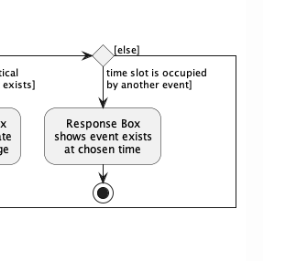 [else]
tical
exists]
time slot is occupied
by another event]
x
ate
ge
Response Box
shows event exists
at chosen time